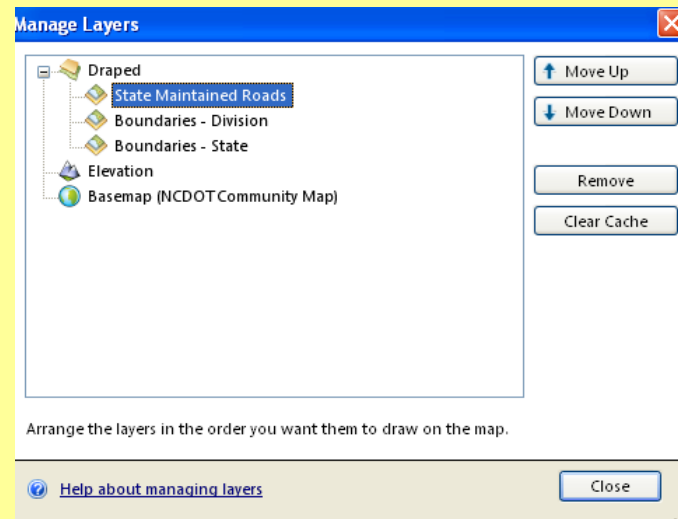 Manage Layers
Draped
State Maintained Roads
Boundaries - Division
Boundaries - State
Elevation
Basemap (NCDOT Community Map)
Move Up
Move Down
Remove
Clear Cache
Arrange the layers in the order you want them to draw on the map.
Help about managing layers
Close